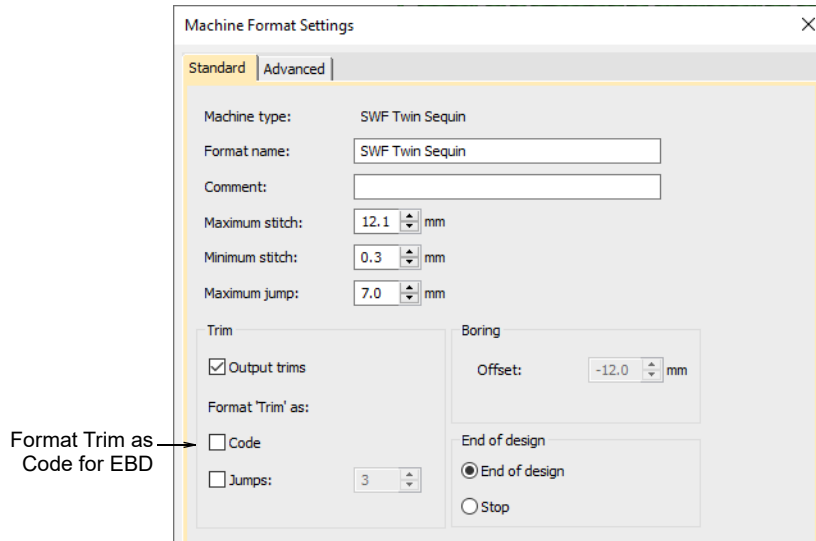 Machine Format Settings
Standard
Advanced
Machine type: SWF Twin Sequin
Format name: SWF Twin Sequin
Comment:
Maximum stitch: 12.1 mm
Minimum stitch: 0.3 mm
Maximum jump: 7.0 mm
Trim
Output trims
Format 'Trim' as:
Code
Jumps: 3
Boring
Offset: -12.0 mm
End of design
End of design
Stop
Format Trim as
Code for EBD